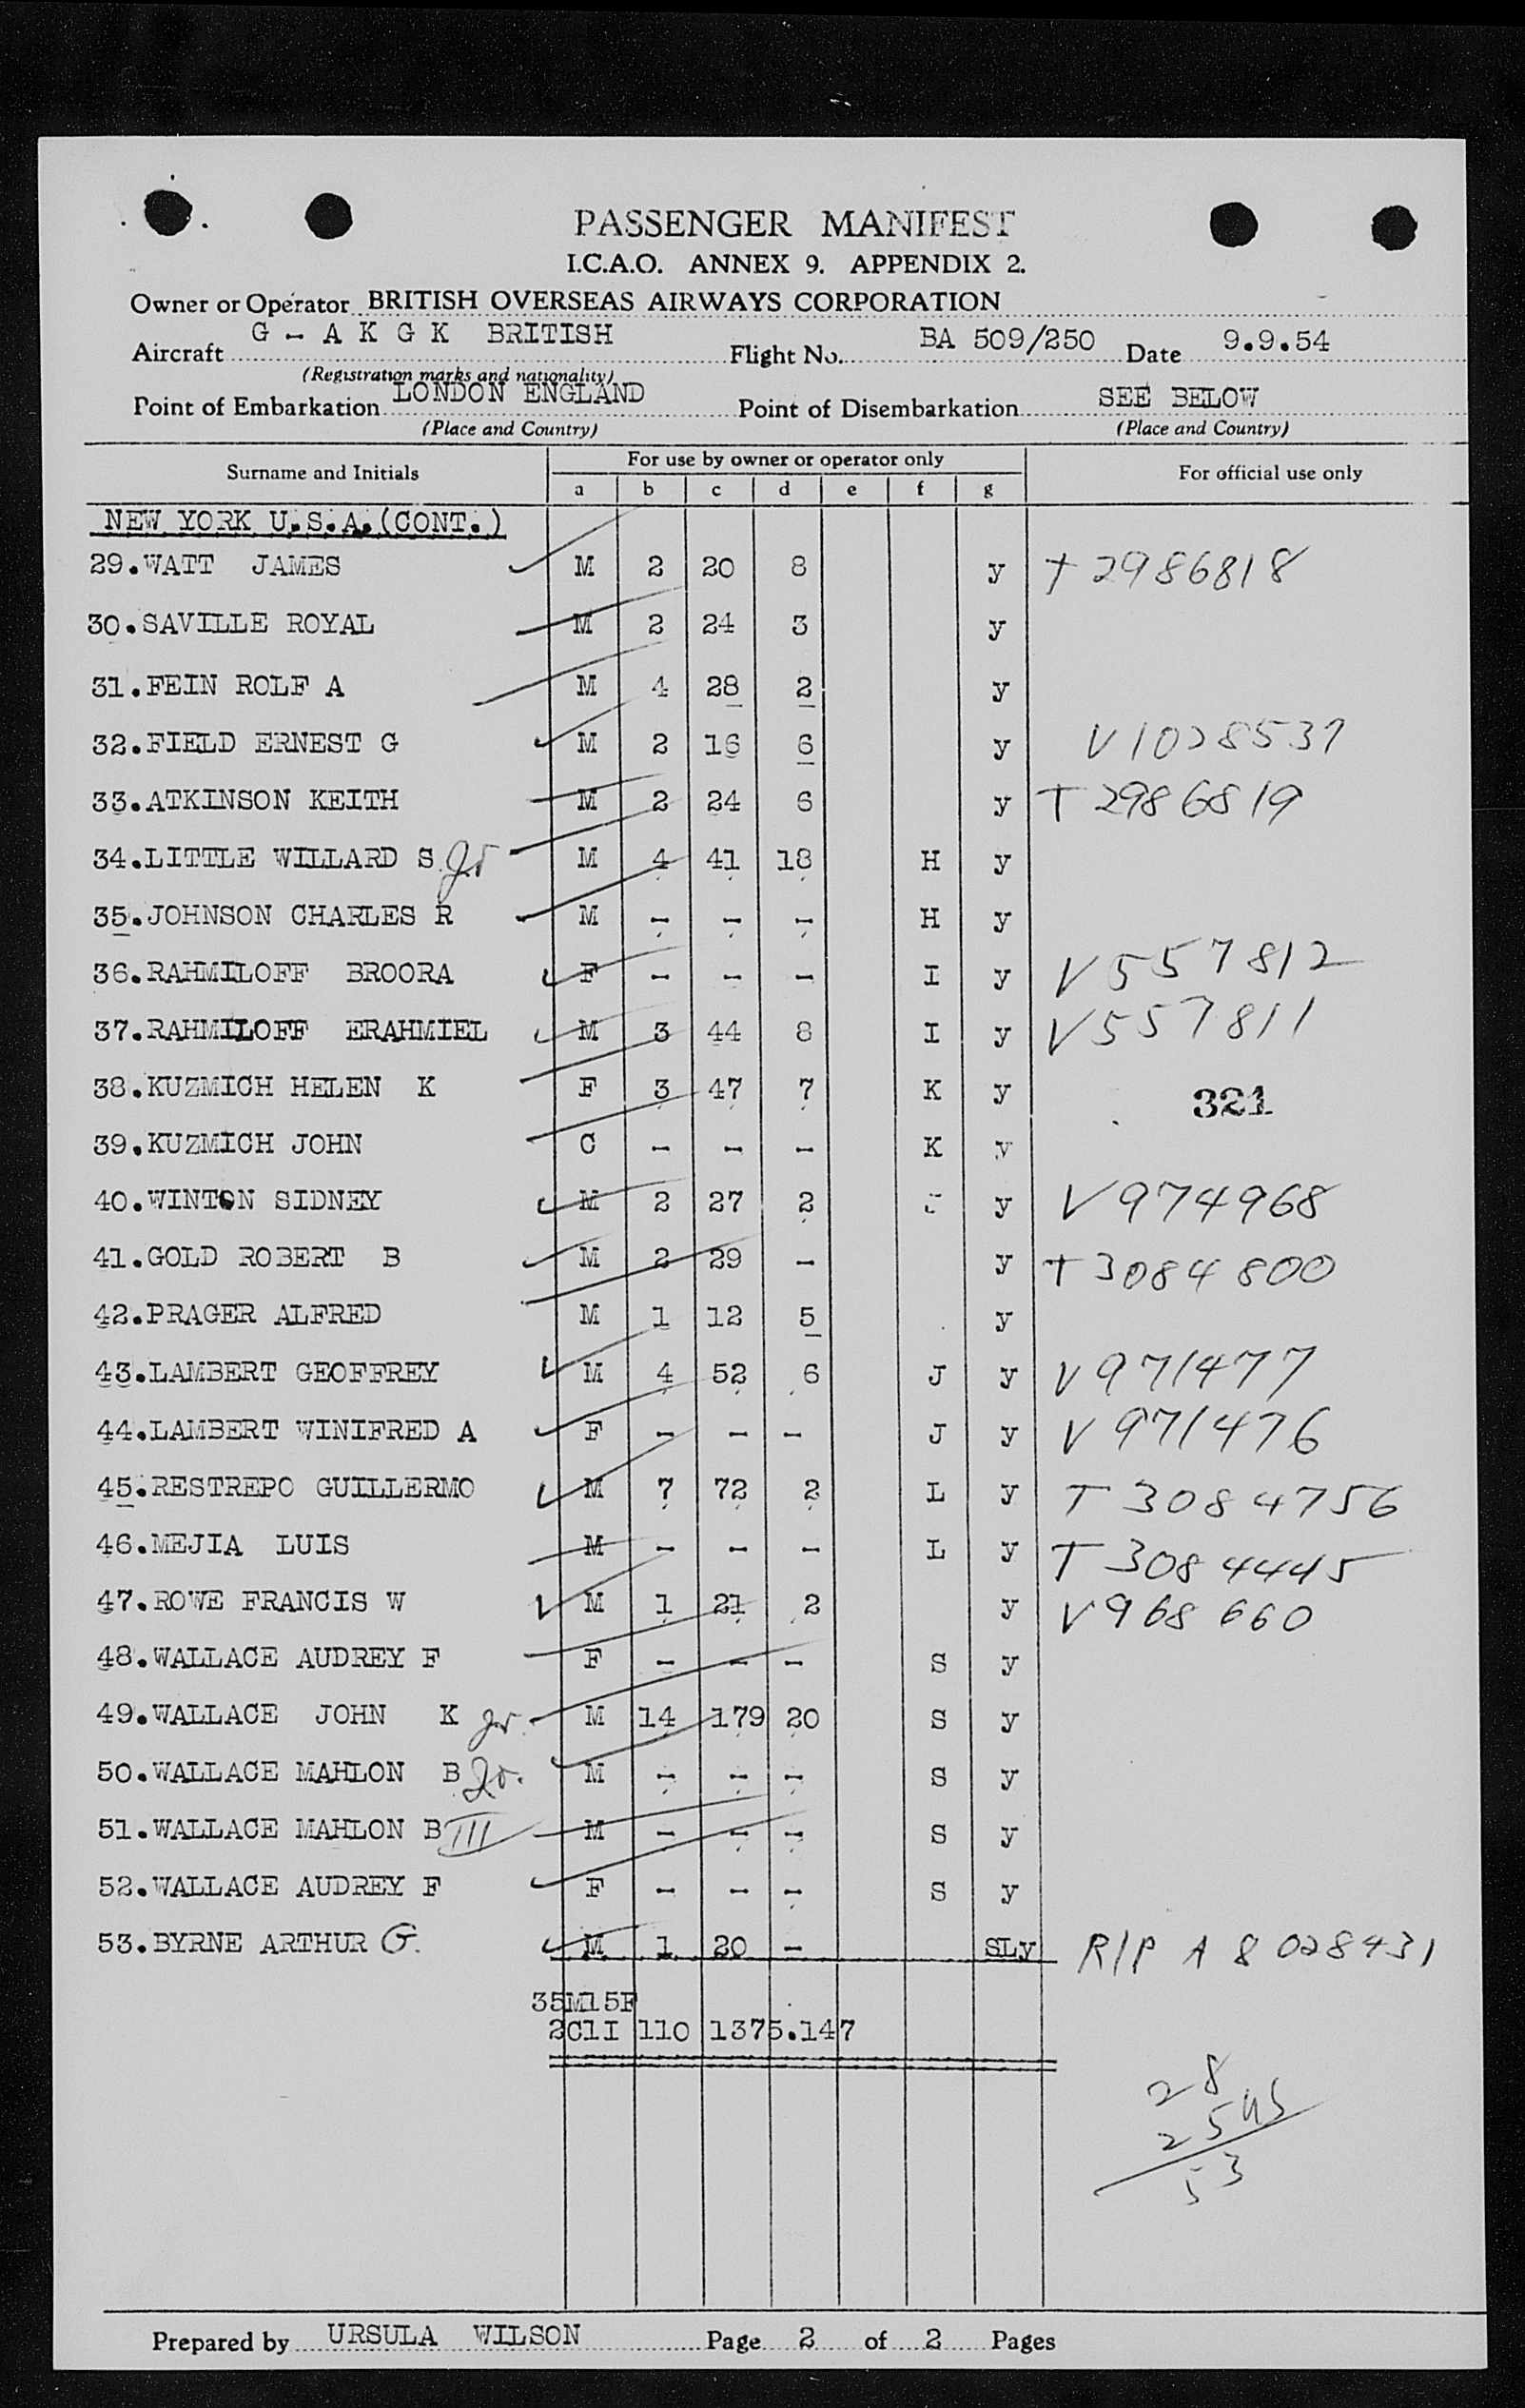 PASSENGER MANIFEST
I.C.A.O. ANNEX 9. APPENDIX 2.
Owner or Operator BRITISH OVERSEAS AIRWAYS CORPORATION
Aircraft G - A K G K BRITISH Flight No. BA 509/250 Date 9.9.54
(Registration marks and nationality)
Point of Embarkation LONDON ENGLAND Point of Disembarkation SEE BELOW
(Place and Country) (Place and Country)
Surname and Initials For use by owner or operator only For official use only
a b c d e f g
NEW YORK U.S.A.(CONT.)
29.WATT JAMES M 2 20 8 y T 2986818
30.SAVILLE ROYAL M 2 24 3 y
31.FEIN ROLF A M 4 28 2 y
32.FIELD ERNEST G M 2 16 6 y V1028537
33.ATKINSON KEITH M 2 24 6 y T 2986819
34.LITTLE WILLARD S Jr M 4 41 18 H y
35.JOHNSON CHARLES R M - - - H y
36.RAHMILOFF BROORA F - - - I y V557812
37.RAHMILOFF ERAHMIEL M 3 44 8 I y V557811
38.KUZMICH HELEN K F 3 47 7 K y 321
39.KUZMICH JOHN C - - - K y
40.WINTON SIDNEY M 2 27 2 y V974968
41.GOLD ROBERT B M 2 29 - y T3084800
42.PRAGER ALFRED M 1 12 5 y
43.LAMBERT GEOFFREY M 4 52 6 J y V971477
44.LAMBERT WINIFRED A F - - - J y V971476
45.RESTREPO GUILLERMO M 7 72 2 L y T 3084756
46.MEJIA LUIS M - - - L y T 3084445
47.ROWE FRANCIS W M 1 21 2 y V968660
48.WALLACE AUDREY F F - - - S y
49.WALLACE JOHN K Jr. M 14 179 20 S y
50.WALLACE MAHLON B Jr. M - - - S y
51.WALLACE MAHLON B III M - - - S y
52.WALLACE AUDREY F F - - - S y
53.BYRNE ARTHUR G. M 1 20 - SLy R/P A 8 028431
35M15F
2C1I 110 1375.147
28
25 US
53
Prepared by URSULA WILSON Page 2 of 2 Pages